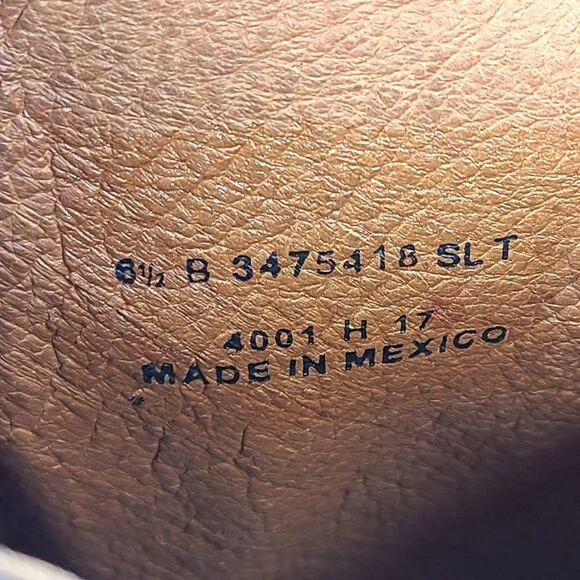 6½ B 3475418 SLT
4001 H 17
MADE IN MEXICO